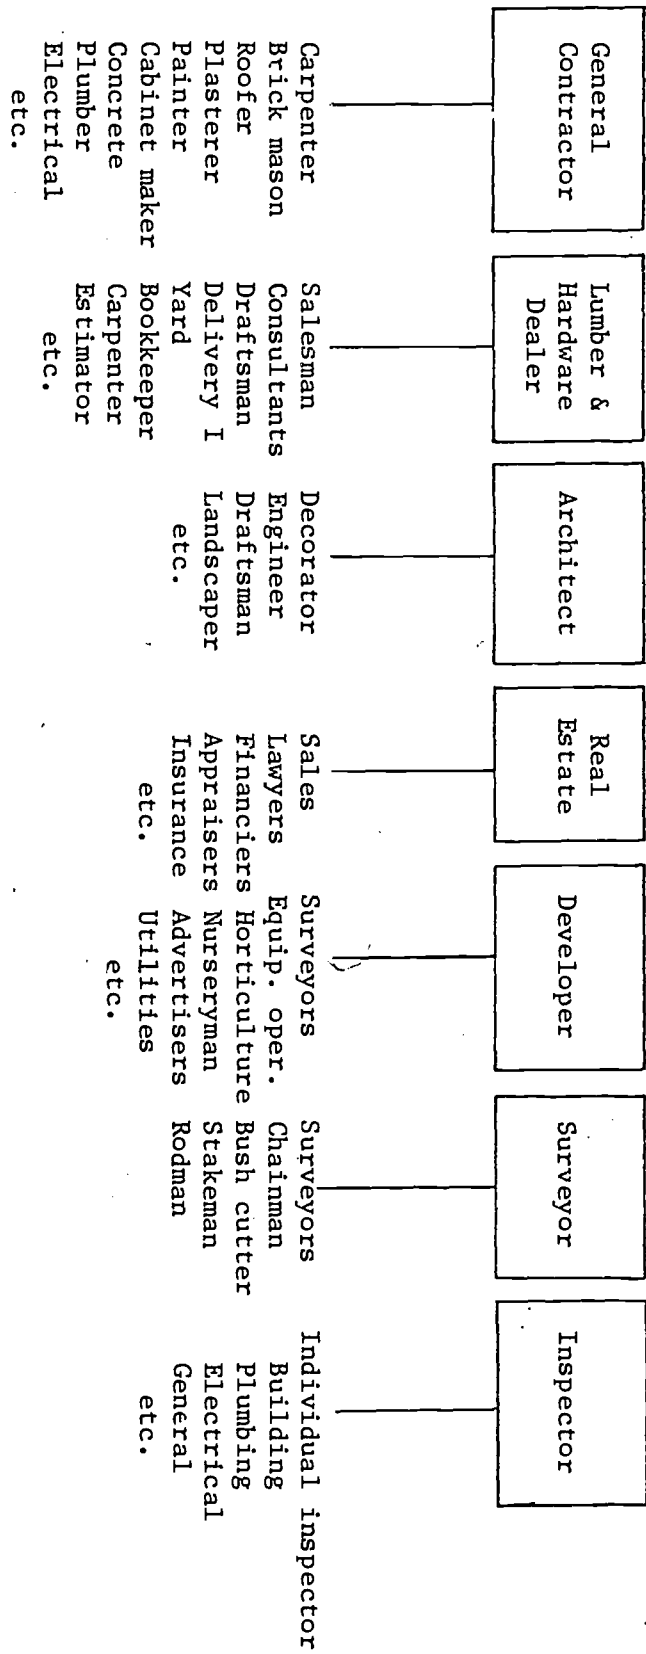 General
Contractor
Carpenter
Brick mason
Roofer
Plasterer
Painter
Cabinet maker
Concrete
Plumber
Electrical
etc.
Lumber &
Hardware
Dealer
Salesman
Consultants
Draftsman
Delivery I
Yard
Bookkeeper
Carpenter
Estimator
etc.
Architect
Decorator
Engineer
Draftsman
Landscaper
etc.
Real
Estate
Sales
Lawyers
Financiers
Appraisers
Insurance
etc.
Developer
Surveyors
Equip. oper.
Horticulture
Nurseryman
Advertisers
Utilities
etc.
Surveyor
Surveyors
Chainman
Bush cutter
Stakeman
Rodman
Inspector
Individual inspector
Building
Plumbing
Electrical
General
etc.